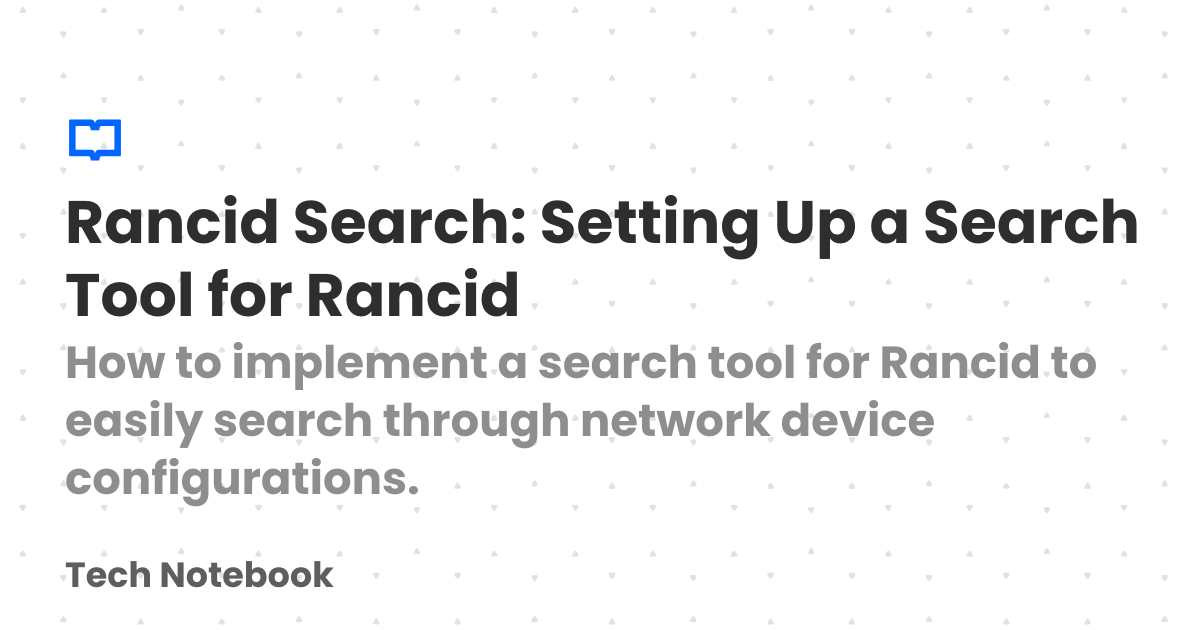 Rancid Search: Setting Up a Search
Tool for Rancid
How to implement a search tool for Rancid to
easily search through network device
configurations.
Tech Notebook